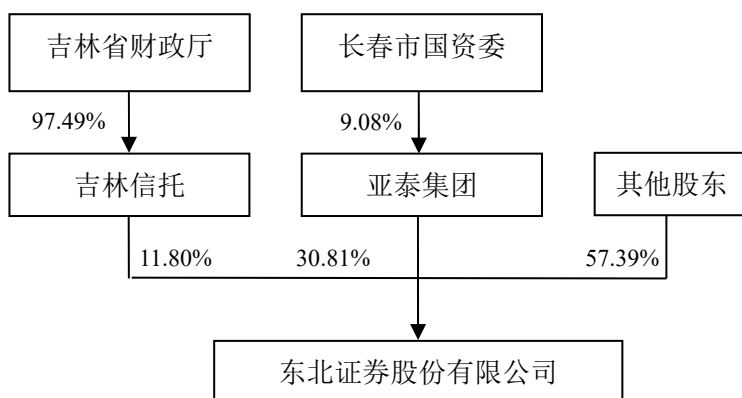 吉林省财政厅
长春市国资委
97.49%
9.08%
吉林信托
亚泰集团
其他股东
11.80%
30.81%
57.39%
东北证券股份有限公司